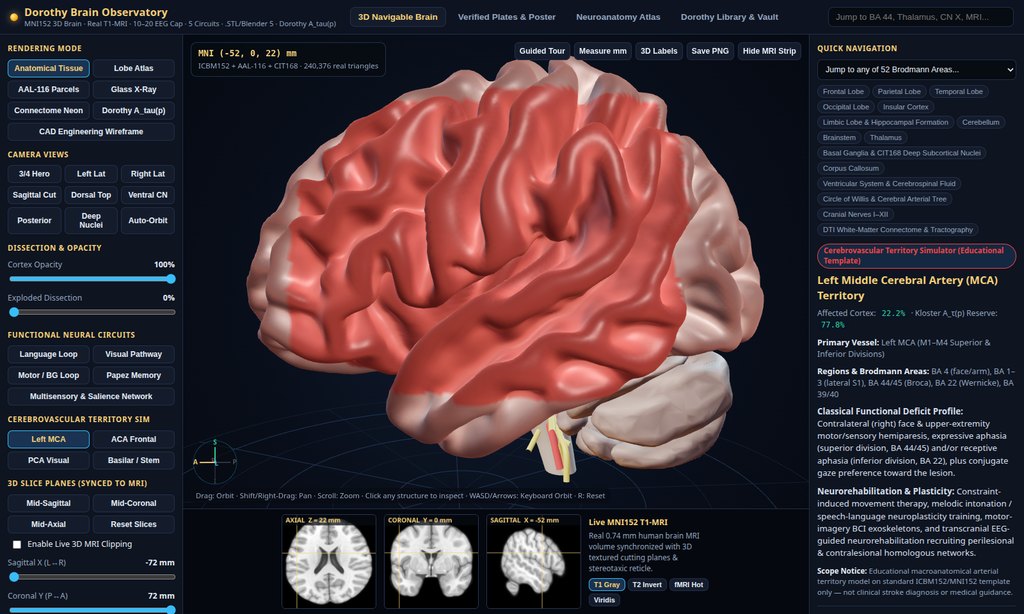 Dorothy Brain Observatory
MNI152 3D Brain · Real T1-MRI · 10–20 EEG Cap · 5 Circuits · .STL/Blender 5 · Dorothy A_tau(p)
3D Navigable Brain
Verified Plates & Poster
Neuroanatomy Atlas
Dorothy Library & Vault
Jump to BA 44, Thalamus, CN X, MRI...
RENDERING MODE
Anatomical Tissue
Lobe Atlas
AAL-116 Parcels
Glass X-Ray
Connectome Neon
Dorothy A_tau(p)
CAD Engineering Wireframe
CAMERA VIEWS
3/4 Hero
Left Lat
Right Lat
Sagittal Cut
Dorsal Top
Ventral CN
Posterior
Deep
Nuclei
Auto-Orbit
DISSECTION & OPACITY
Cortex Opacity
100%
Exploded Dissection
0%
FUNCTIONAL NEURAL CIRCUITS
Language Loop
Visual Pathway
Motor / BG Loop
Papez Memory
Multisensory & Salience Network
CEREBROVASCULAR TERRITORY SIM
Left MCA
ACA Frontal
PCA Visual
Basilar / Stem
3D SLICE PLANES (SYNCED TO MRI)
Mid-Sagittal
Mid-Coronal
Mid-Axial
Reset Slices
Enable Live 3D MRI Clipping
Sagittal X (L↔R)
-72 mm
Coronal Y (P↔A)
72 mm
MNI (-52, 0, 22) mm
ICBM152 + AAL-116 + CIT168 · 240,376 real triangles
Guided Tour
Measure mm
3D Labels
Save PNG
Hide MRI Strip
S
A
P
Drag: Orbit · Shift/Right-Drag: Pan · Scroll: Zoom · Click any structure to inspect · WASD/Arrows: Keyboard Orbit · R: Reset
AXIAL Z = 22 mm
CORONAL Y = 0 mm
SAGITTAL X = -52 mm
Live MNI152 T1-MRI
Real 0.74 mm human brain MRI
volume synchronized with 3D
textured cutting planes &
stereotaxic reticle.
T1 Gray
T2 Invert
fMRI Hot
Viridis
QUICK NAVIGATION
Jump to any of 52 Brodmann Areas...
Frontal Lobe
Parietal Lobe
Temporal Lobe
Occipital Lobe
Insular Cortex
Limbic Lobe & Hippocampal Formation
Cerebellum
Brainstem
Thalamus
Basal Ganglia & CIT168 Deep Subcortical Nuclei
Corpus Callosum
Ventricular System & Cerebrospinal Fluid
Circle of Willis & Cerebral Arterial Tree
Cranial Nerves I–XII
DTI White-Matter Connectome & Tractography
Cerebrovascular Territory Simulator (Educational
Template)
Left Middle Cerebral Artery (MCA)
Territory
Affected Cortex: 22.2% · Kloster A_τ(p) Reserve:
77.8%
Primary Vessel: Left MCA (M1–M4 Superior &
Inferior Divisions)
Regions & Brodmann Areas: BA 4 (face/arm), BA 1–
3 (lateral S1), BA 44/45 (Broca), BA 22 (Wernicke), BA
39/40
Classical Functional Deficit Profile:
Contralateral (right) face & upper-extremity
motor/sensory hemiparesis, expressive aphasia
(superior division, BA 44/45) and/or receptive
aphasia (inferior division, BA 22), plus conjugate
gaze preference toward the lesion.
Neurorehabilitation & Plasticity: Constraint-
induced movement therapy, melodic intonation /
speech-language neuroplasticity training, motor-
imagery BCI exoskeletons, and transcranial EEG-
guided neurorehabilitation recruiting perilesional
& contralesional homologous networks.
Scope Notice: Educational macroanatomical arterial
territory model on standard ICBM152/MNI152 template
only — not clinical stroke diagnosis or medical guidance.